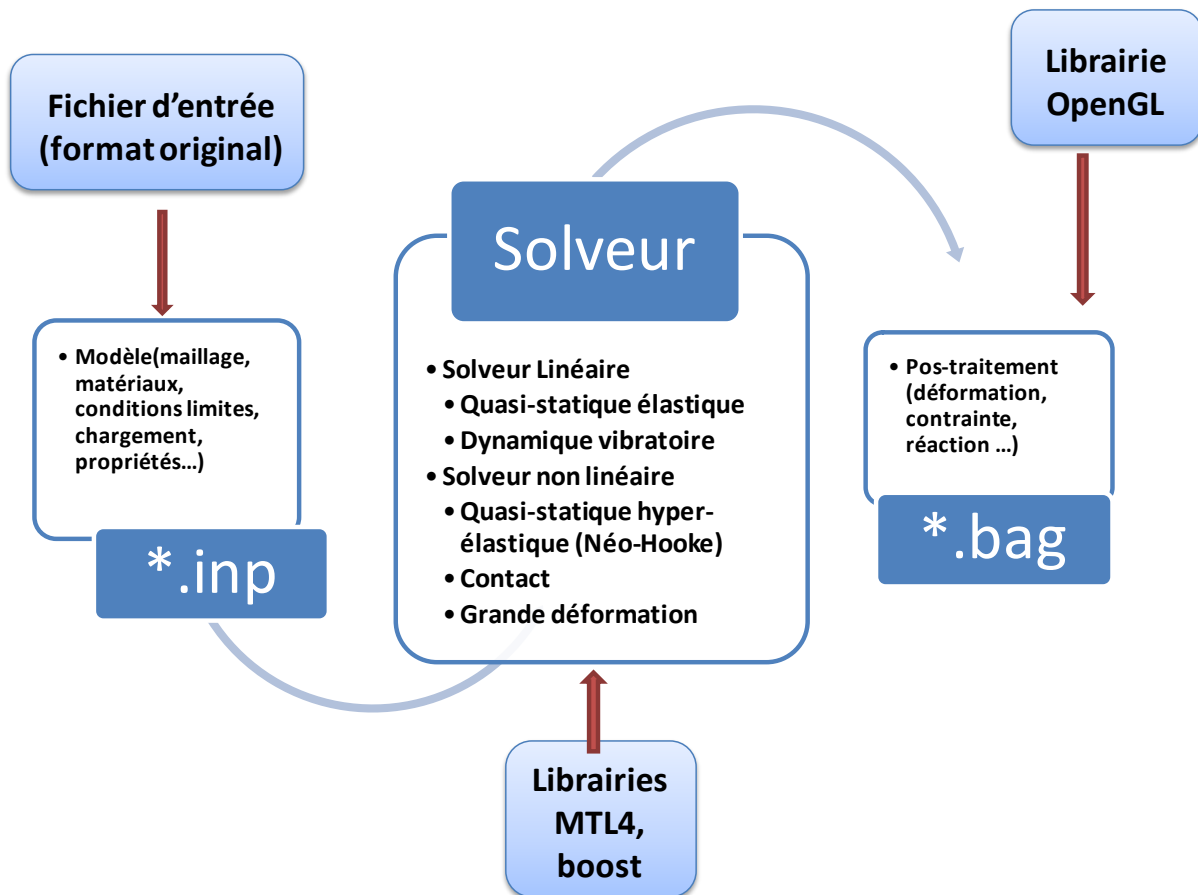 Fichier d'entrée
(format original)
• Modèle(maillage,
matériaux,
conditions limites,
chargement,
propriétés…)
*.inp
Solveur
• Solveur Linéaire
• Quasi-statique élastique
• Dynamique vibratoire
• Solveur non linéaire
• Quasi-statique hyper-
élastique (Néo-Hooke)
• Contact
• Grande déformation
Librairies
MTL4,
boost
Librairie
OpenGL
• Pos-traitement
(déformation,
contrainte,
réaction …)
*.bag